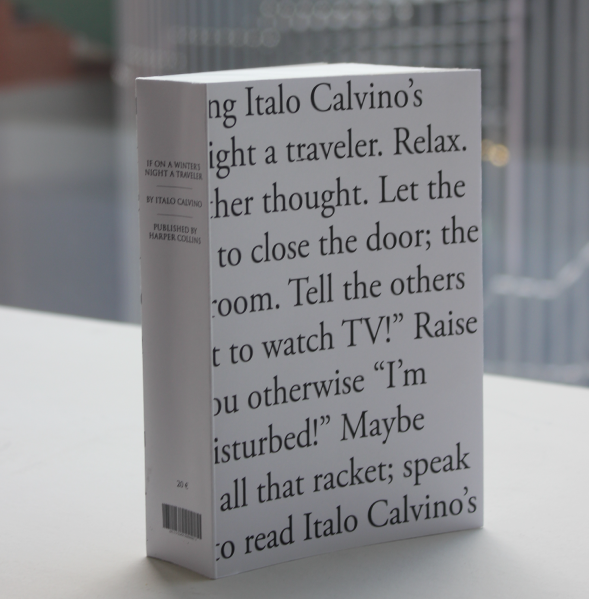 IF ON A WINTER'S
NIGHT A TRAVELER
BY ITALO CALVINO
PUBLISHED BY
HARPER COLLINS
20 €
ng Italo Calvino's
ight a traveler. Relax.
her thought. Let the
to close the door; the
room. Tell the others
t to watch TV!” Raise
ou otherwise “I'm
isturbed!” Maybe
all that racket; speak
to read Italo Calvino's